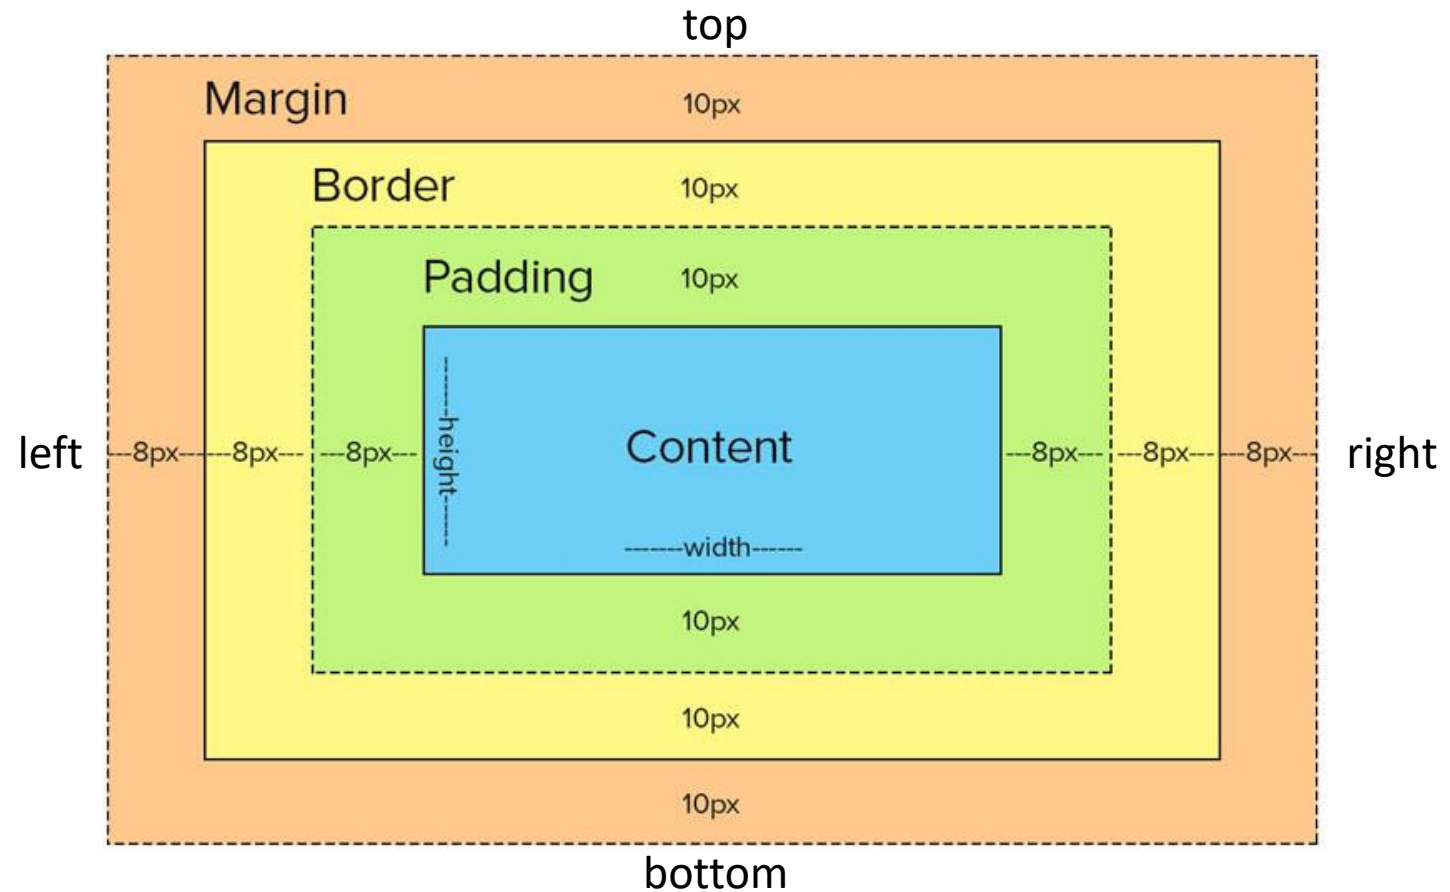 top
Margin
10px
Border
10px
Padding
10px
left
---8px---
---8px---
---8px---
-------height------
Content
---8px---
---8px---
---8px---
right
-------width------
10px
10px
10px
bottom